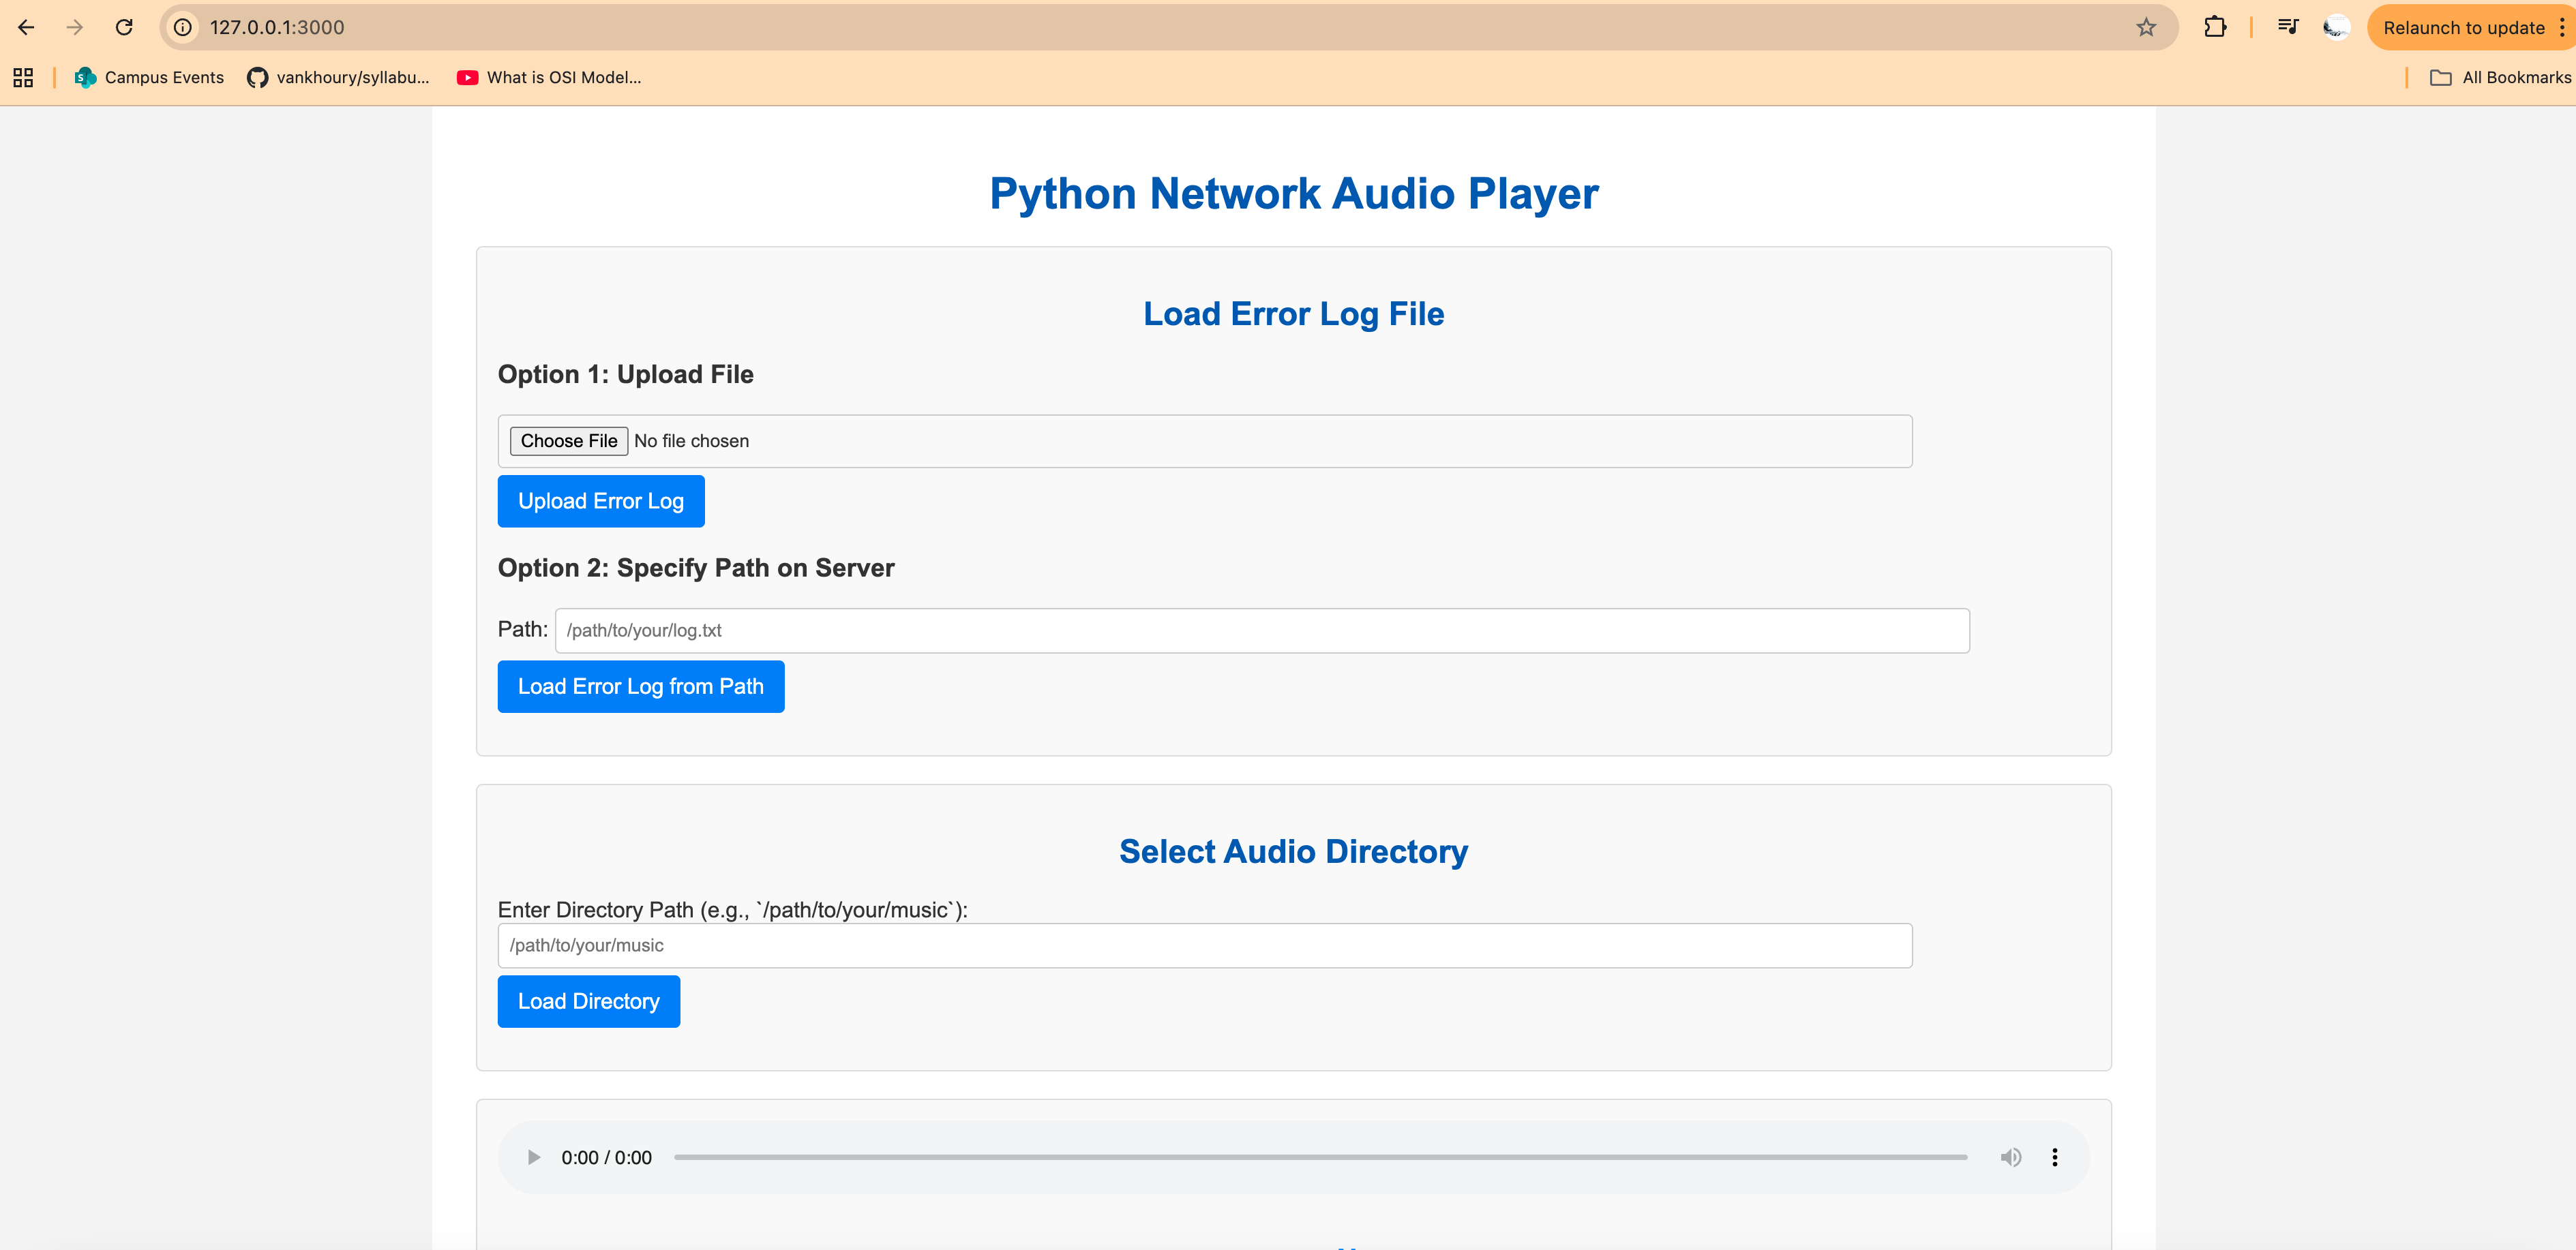 127.0.0.1:3000
Relaunch to update
Campus Events
vankhoury/syllabu...
What is OSI Model...
All Bookmarks
Python Network Audio Player
Load Error Log File
Option 1: Upload File
Choose File No file chosen
Upload Error Log
Option 2: Specify Path on Server
Path: /path/to/your/log.txt
Load Error Log from Path
Select Audio Directory
Enter Directory Path (e.g., `/path/to/your/music`):
/path/to/your/music
Load Directory
0:00 / 0:00